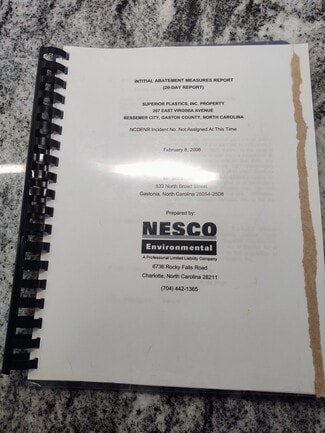 INTITIAL ABATEMENT MEASURES REPORT
(20-DAY REPORT)
SUPERIOR PLASTICS, INC. PROPERTY
207 EAST VIRGINIA AVENUE
BESSEMER CITY, GASTON COUNTY, NORTH CAROLINA
NCDENR Incident No. Not Assigned At This Time
February 8, 2006
North Broad Street
Gastonia, North Carolina 28054-2508
Prepared by:
NESCO
Environmental
A Professional Limited Liability Company
6736 Rocky Falls Road
Charlotte, North Carolina 28211
(704) 442-1365